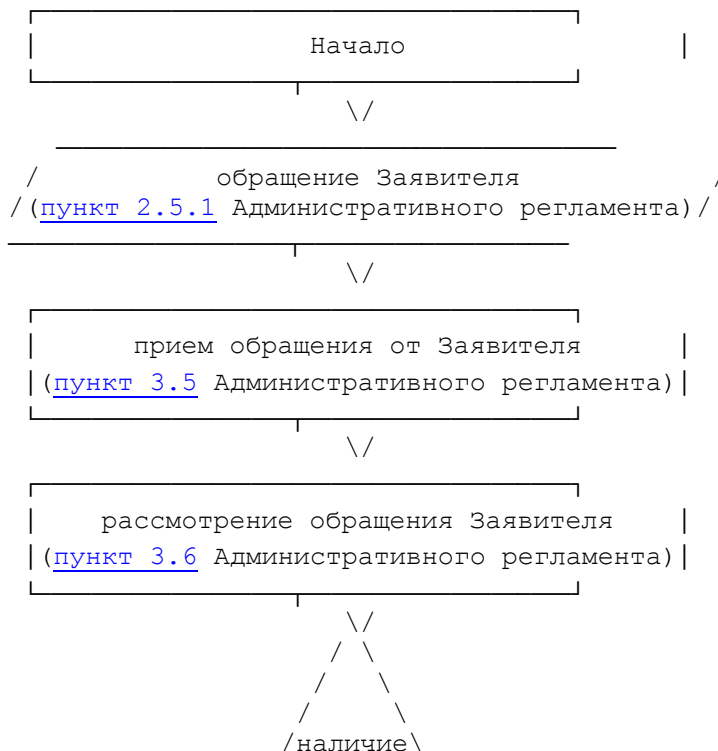 Начало
обращение Заявителя
(пункт 2.5.1 Административного регламента)
прием обращения от Заявителя
(пункт 3.5 Административного регламента)
рассмотрение обращения Заявителя
(пункт 3.6 Административного регламента)
наличие